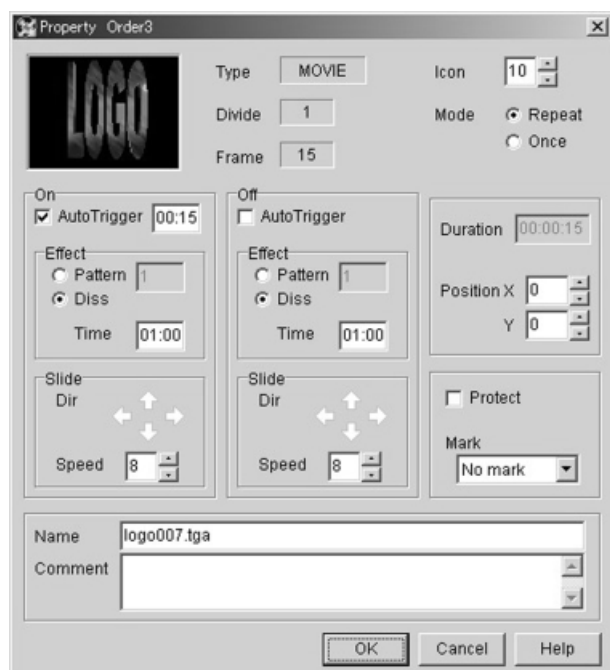 Property Order3
LOGO
Type MOVIE
Icon 10
Divide 1
Mode Repeat
Once
Frame 15
On
AutoTrigger 00:15
Effect
Pattern 1
Diss
Time 01:00
Slide
Dir
Speed 8
Off
AutoTrigger
Effect
Pattern 1
Diss
Time 01:00
Slide
Dir
Speed 8
Duration 00:00:15
Position X 0
Y 0
Protect
Mark
No mark
Name logo007.tga
Comment
OK Cancel Help